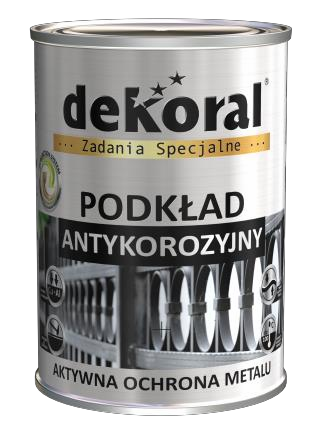 deKoral®
... Zadania Specjalne ...
PODKŁAD
ANTYKOROZYJNY
AKTYWNA OCHRONA METALU